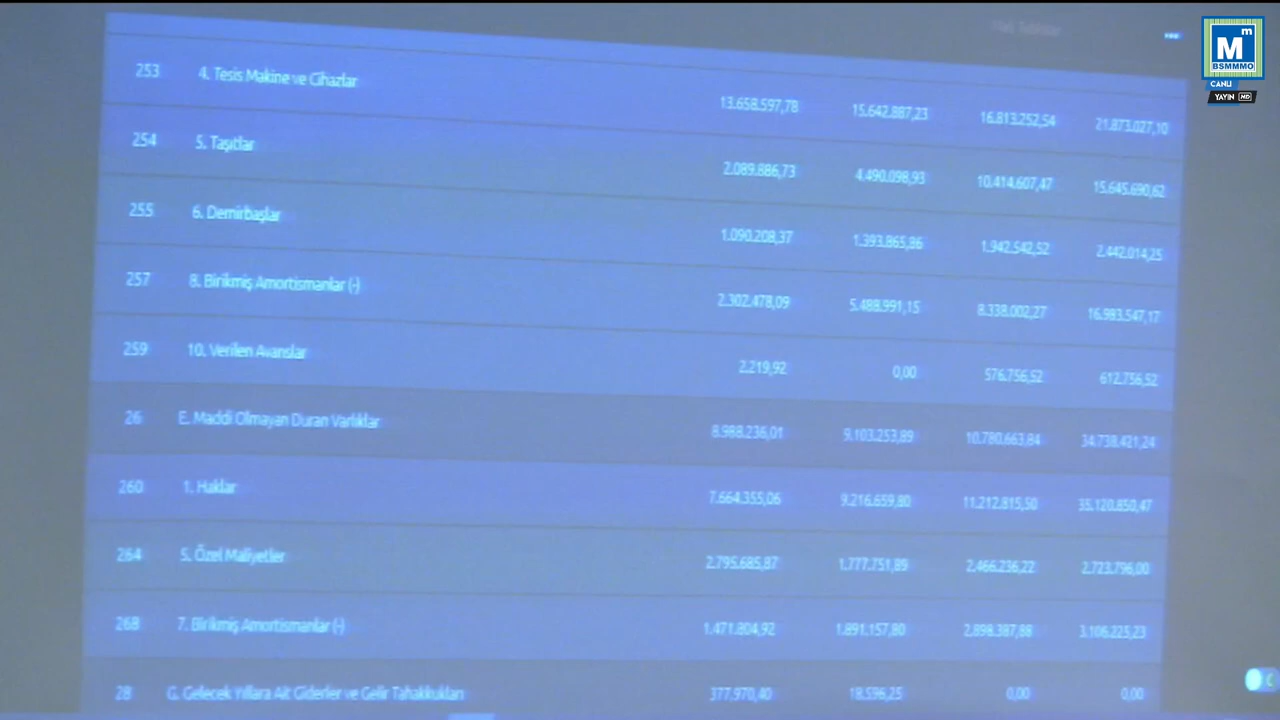 253 4. Tesis Makine ve Cihazlar 13.658.597,78 15.642.887,23 16.813.252,54 21.873.027,10
254 5. Taşıtlar 2.089.886,73 4.490.098,93 10.414.607,47 15.645.690,62
255 6. Demirbaşlar 1.090.208,37 1.393.865,86 1.942.542,52 2.442.014,25
257 8. Birikmiş Amortismanlar (-) 2.302.478,09 5.488.991,15 8.338.002,27 16.983.547,17
259 10. Verilen Avanslar 2.219,92 0,00 576.756,52 612.756,52
26 E. Maddi Olmayan Duran Varlıklar 8.988.236,01 9.103.253,89 10.780.663,84 34.738.421,24
260 1. Haklar 7.664.355,06 9.216.659,80 11.212.815,50 35.120.850,47
264 5. Özel Maliyetler 2.795.685,87 1.777.751,89 2.466.236,22 2.723.796,00
268 7. Birikmiş Amortismanlar (-) 1.471.804,92 1.891.157,80 2.898.387,88 3.106.225,23
28 G. Gelecek Yıllara Ait Giderler ve Gelir Tahakkukları 377.970,40 18.596,25 0,00 0,00
Mm
BSMMMO
CANLI
YAYIN HD